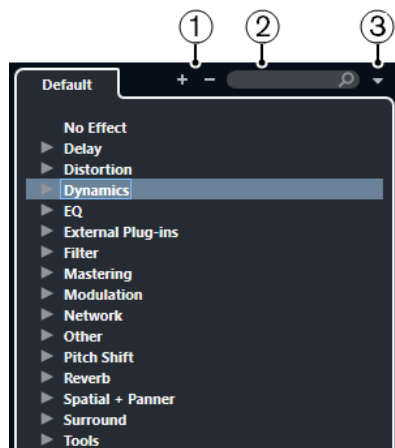 1 2 3
Default + −
No Effect
Delay
Distortion
Dynamics
EQ
External Plug-ins
Filter
Mastering
Modulation
Network
Other
Pitch Shift
Reverb
Spatial + Panner
Surround
Tools